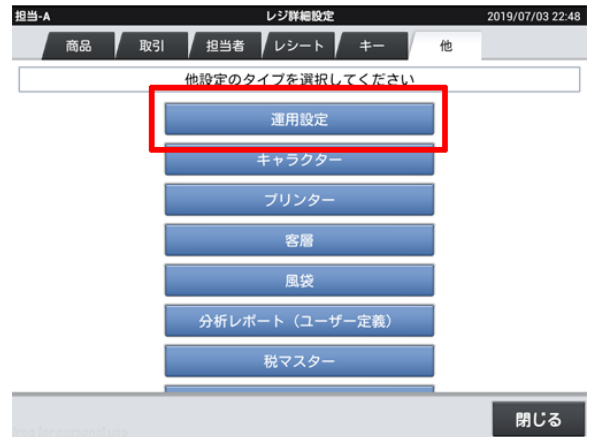 担当-A レジ詳細設定 2019/07/03 22:48
商品 取引 担当者 レシート キー 他
他設定のタイプを選択してください
運用設定
キャラクター
プリンター
客層
風袋
分析レポート（ユーザー定義）
税マスター
閉じる